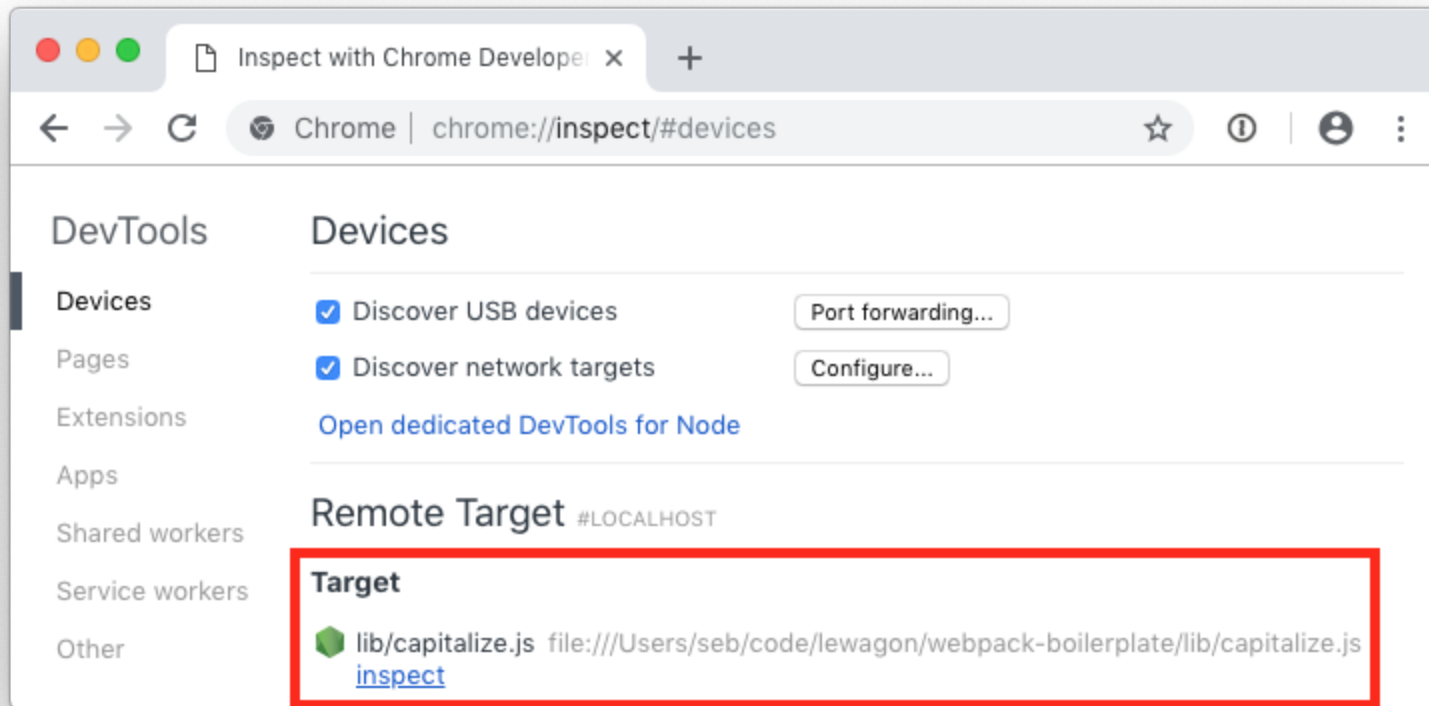 Inspect with Chrome Develope
Chrome | chrome://inspect/#devices
DevTools
Devices
Pages
Extensions
Apps
Shared workers
Service workers
Other
Devices
Discover USB devices Port forwarding...
Discover network targets Configure...
Open dedicated DevTools for Node
Remote Target #LOCALHOST
Target
lib/capitalize.js file:///Users/seb/code/lewagon/webpack-boilerplate/lib/capitalize.js
inspect